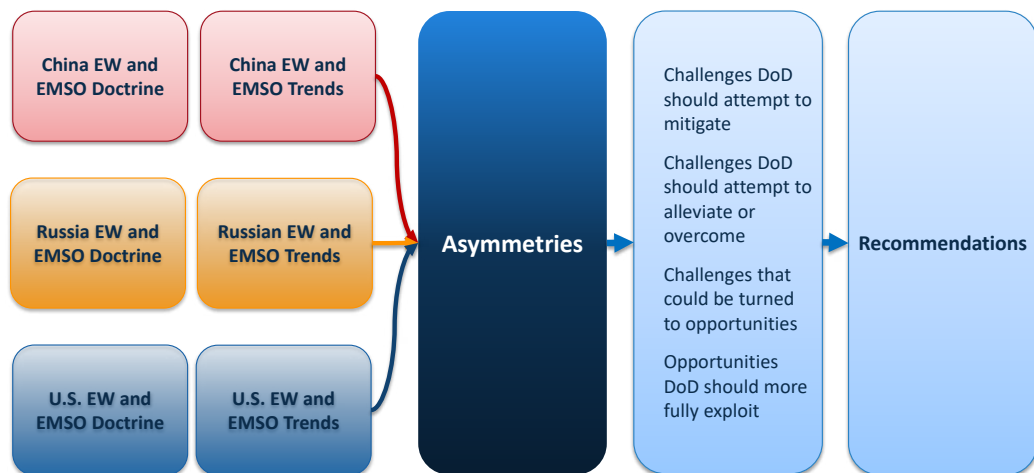 China EW and
EMSO Doctrine
China EW and
EMSO Trends
Russia EW and
EMSO Doctrine
Russian EW and
EMSO Trends
U.S. EW and
EMSO Doctrine
U.S. EW and
EMSO Trends
Asymmetries
Challenges DoD
should attempt to
mitigate
Challenges DoD
should attempt to
alleviate or
overcome
Challenges that
could be turned
to opportunities
Opportunities
DoD should more
fully exploit
Recommendations